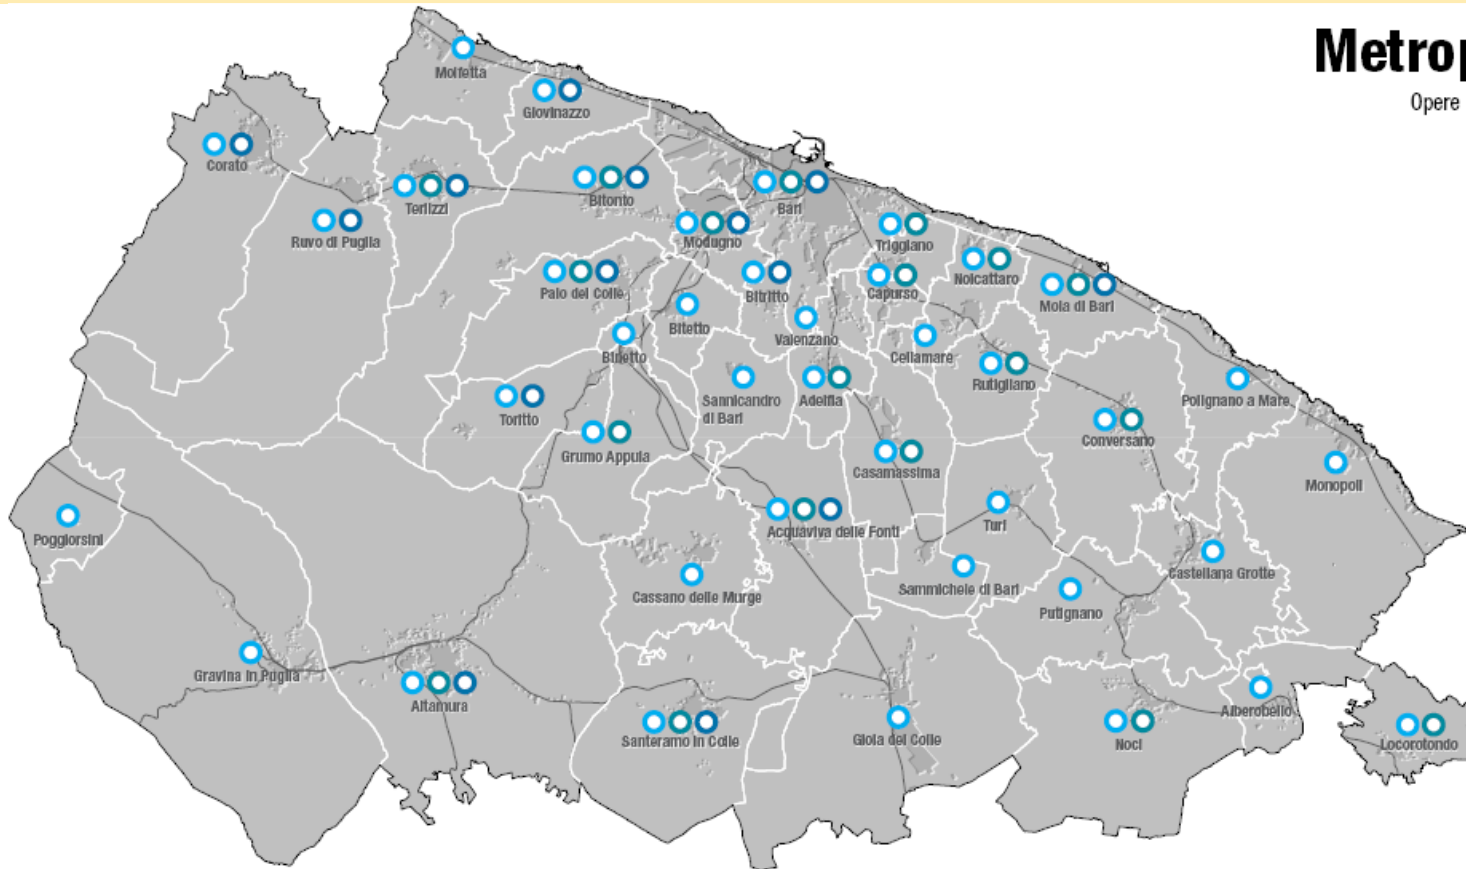 Metrop
Opere
Molfetta
Giovinazzo
Corato
Terlizzi
Bitonto
Bari
Ruvo di Puglia
Modugno
Triggiano
Palo del Colle
Bitritto
Capurso
Noicattaro
Mola di Bari
Bitetto
Valenzano
Binetto
Cellamare
Rutigliano
Toritto
Sannicandro
di Bari
Adelfia
Polignano a Mare
Grumo Appula
Conversano
Casamassima
Monopoli
Poggiorsini
Acquaviva delle Fonti
Turi
Castellana Grotte
Cassano delle Murge
Sammichele di Bari
Putignano
Gravina in Puglia
Altamura
Alberobello
Santeramo in Colle
Gioia del Colle
Noci
Locorotondo